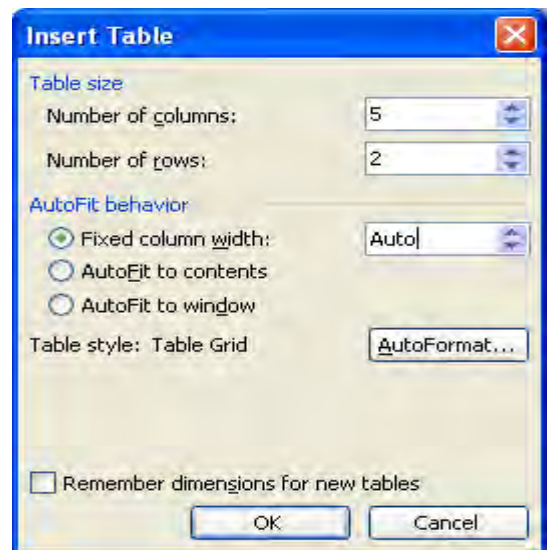 Insert Table
Table size
Number of columns: 5
Number of rows: 2
AutoFit behavior
Fixed column width: Auto
AutoFit to contents
AutoFit to window
Table style: Table Grid AutoFormat...
Remember dimensions for new tables
OK Cancel